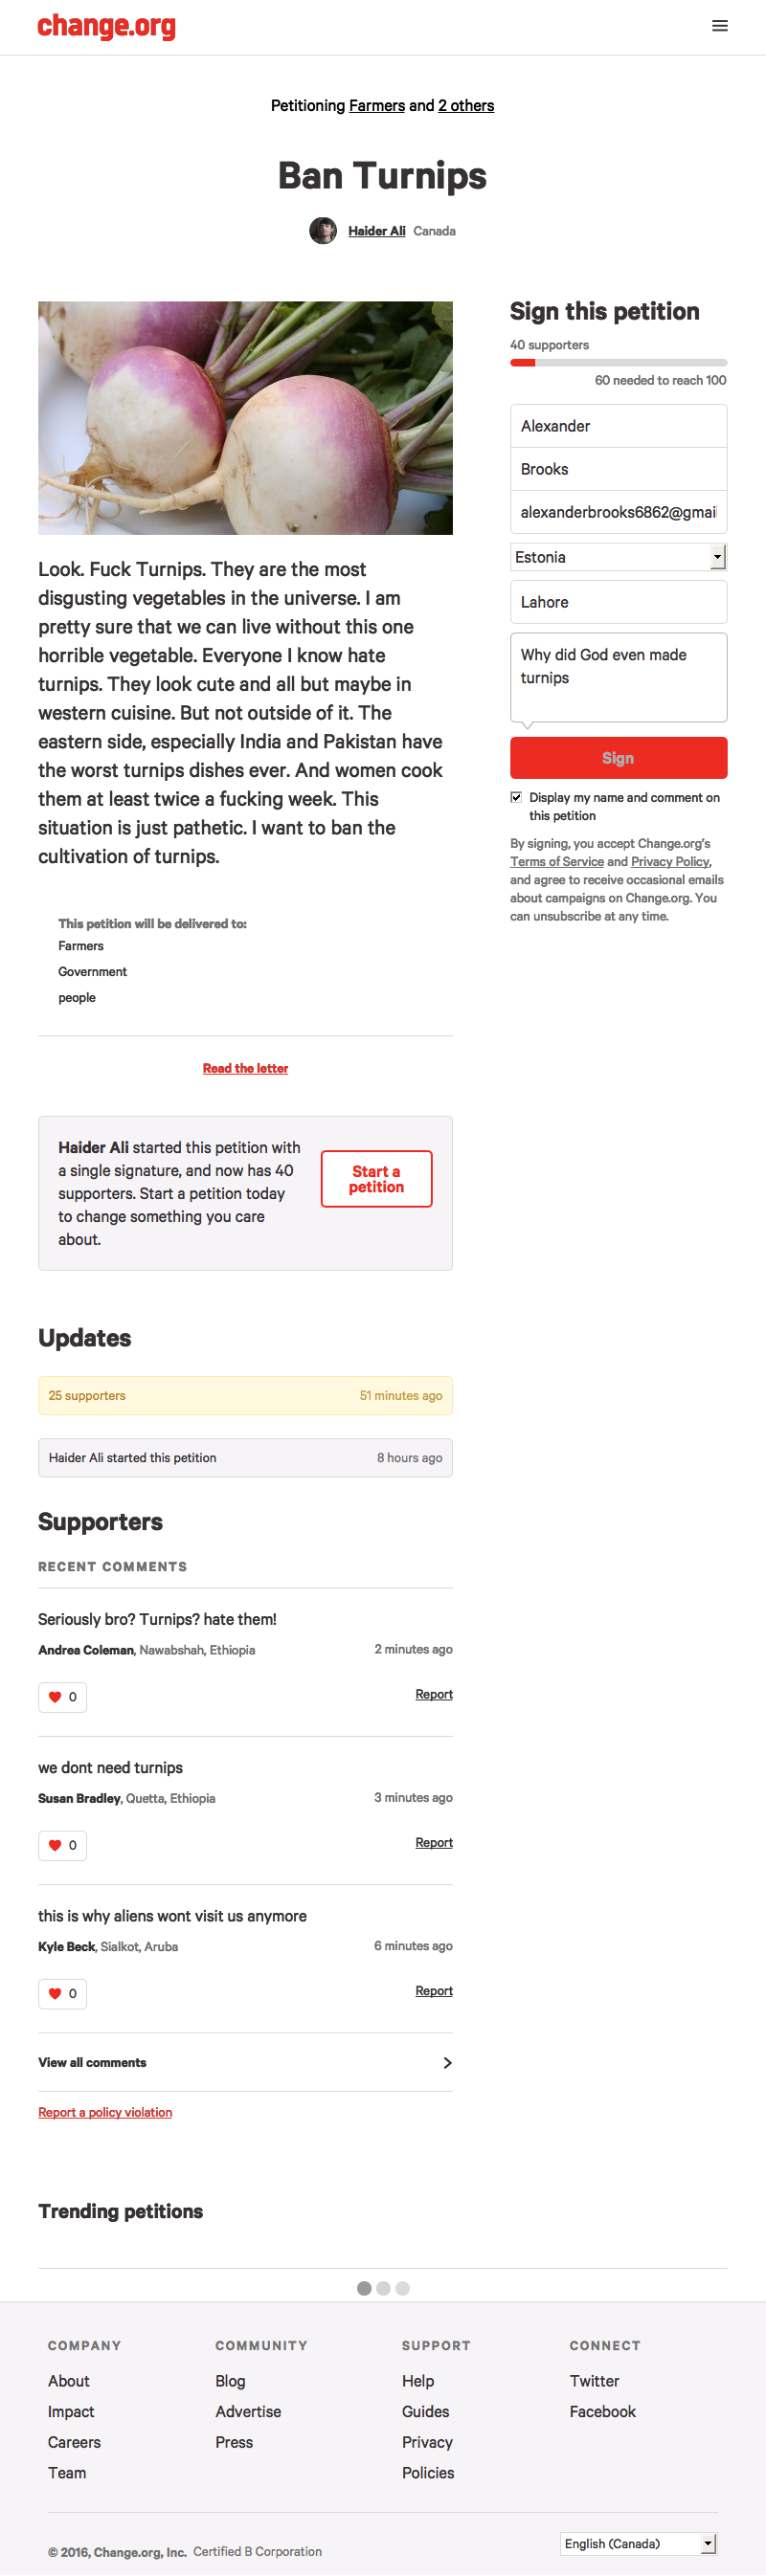 change.org
Petitioning Farmers and 2 others
Ban Turnips
Haider Ali Canada
Look. Fuck Turnips. They are the most
disgusting vegetables in the universe. I am
pretty sure that we can live without this one
horrible vegetable. Everyone I know hate
turnips. They look cute and all but maybe in
western cuisine. But not outside of it. The
eastern side, especially India and Pakistan have
the worst turnips dishes ever. And women cook
them at least twice a fucking week. This
situation is just pathetic. I want to ban the
cultivation of turnips.
This petition will be delivered to:
Farmers
Government
people
Read the letter
Haider Ali started this petition with
a single signature, and now has 40
supporters. Start a petition today
to change something you care
about.
Start a
petition
Sign this petition
40 supporters
60 needed to reach 100
Alexander
Brooks
alexanderbrooks6862@gmai
Estonia
Lahore
Why did God even made
turnips
Sign
Display my name and comment on
this petition
By signing, you accept Change.org's
Terms of Service and Privacy Policy,
and agree to receive occasional emails
about campaigns on Change.org. You
can unsubscribe at any time.
Updates
25 supporters 51 minutes ago
Haider Ali started this petition 8 hours ago
Supporters
RECENT COMMENTS
Seriously bro? Turnips? hate them!
Andrea Coleman, Nawabshah, Ethiopia 2 minutes ago
0 Report
we dont need turnips
Susan Bradley, Quetta, Ethiopia 3 minutes ago
0 Report
this is why aliens wont visit us anymore
Kyle Beck, Sialkot, Aruba 6 minutes ago
0 Report
View all comments
Report a policy violation
Trending petitions
COMPANY
About
Impact
Careers
Team
COMMUNITY
Blog
Advertise
Press
SUPPORT
Help
Guides
Privacy
Policies
CONNECT
Twitter
Facebook
© 2016, Change.org, Inc. Certified B Corporation
English (Canada)